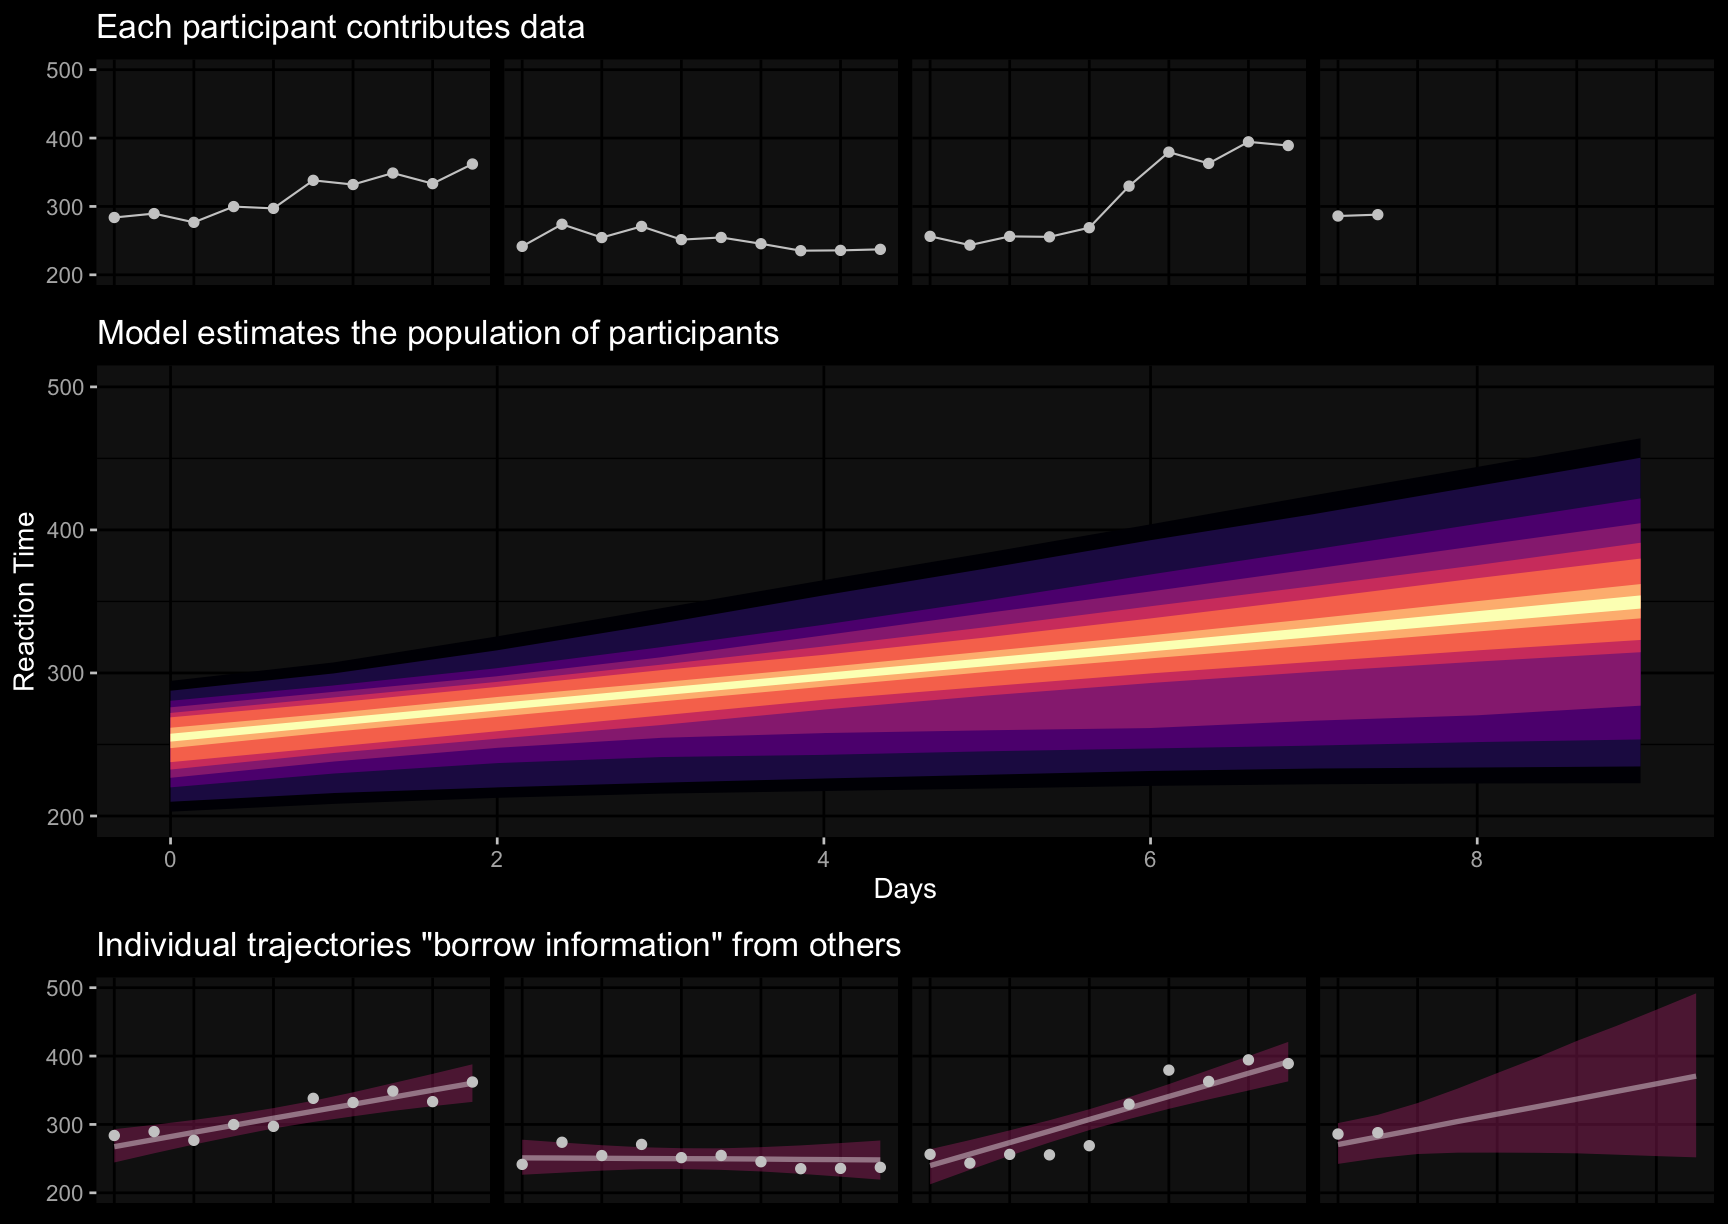 Each participant contributes data
500
400
300
200
Model estimates the population of participants
500
400
300
200
Reaction Time
0 2 4 6 8
Days
Individual trajectories "borrow information" from others
500
400
300
200